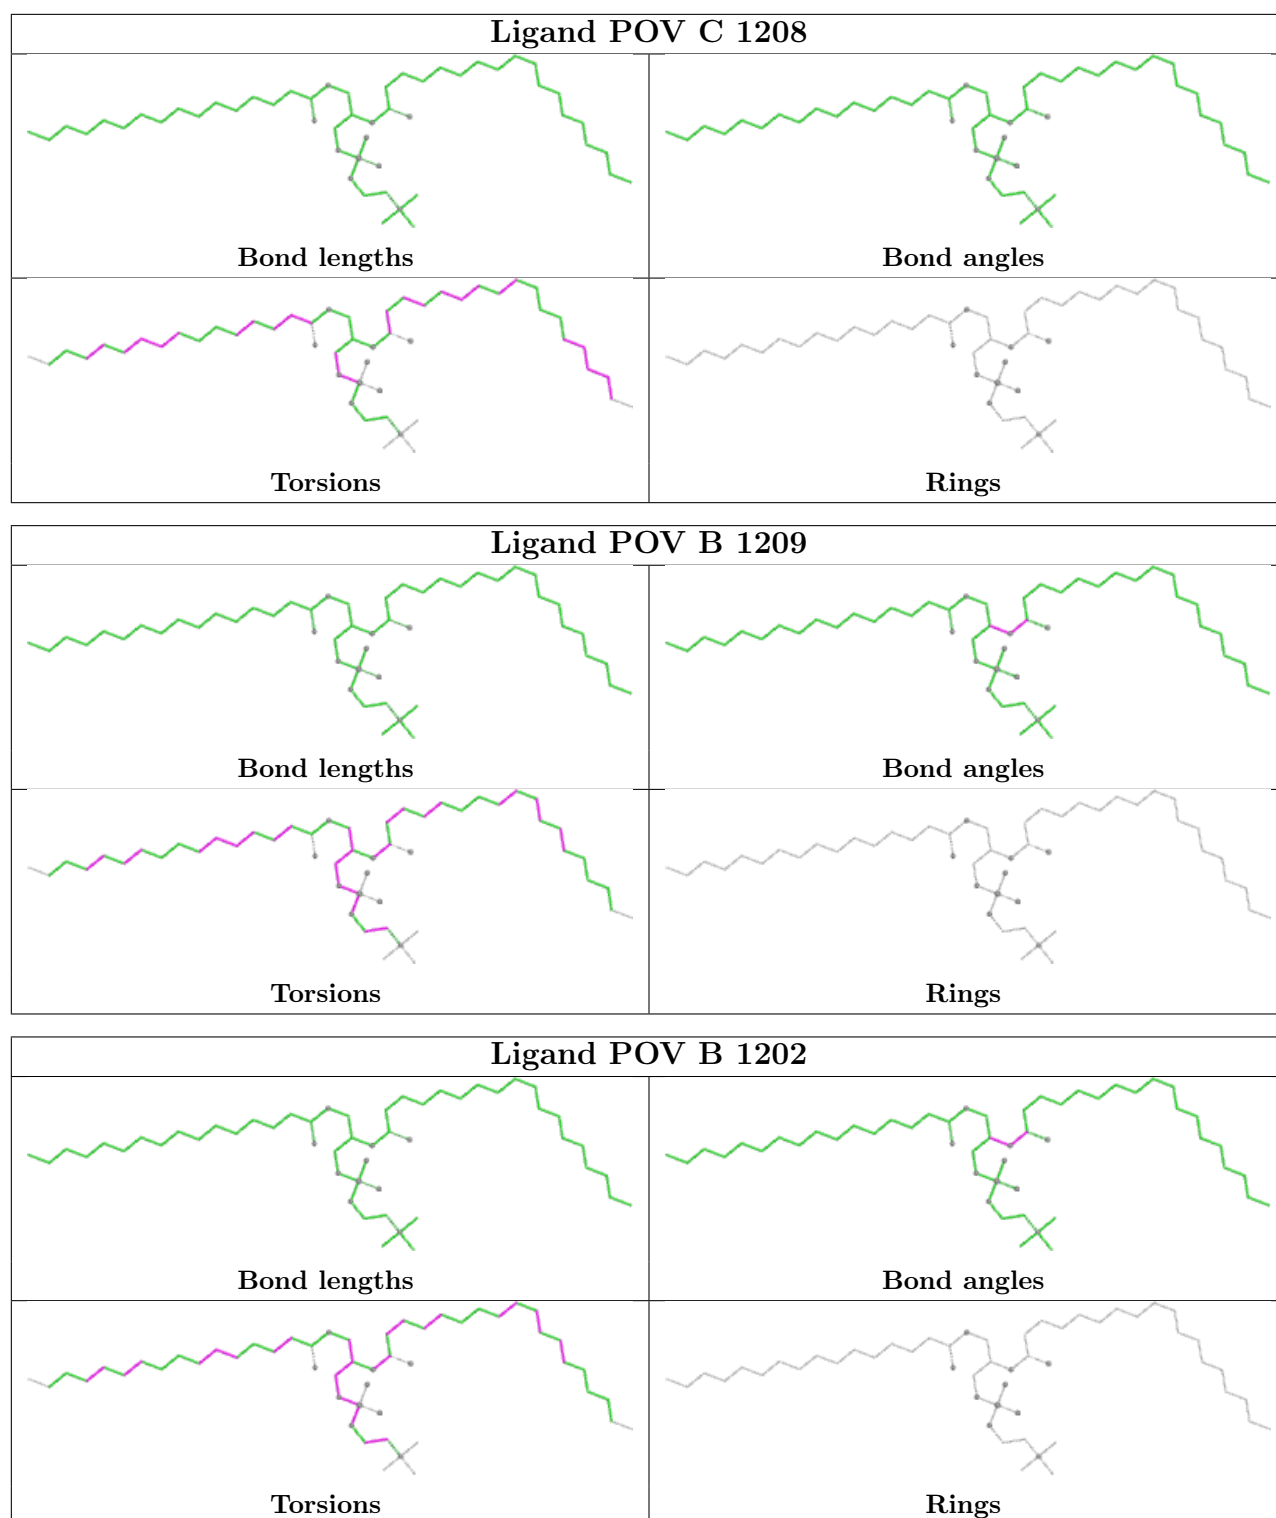 Ligand POV C 1208
Bond lengths
Bond angles
Torsions
Rings
Ligand POV B 1209
Bond lengths
Bond angles
Torsions
Rings
Ligand POV B 1202
Bond lengths
Bond angles
Torsions
Rings